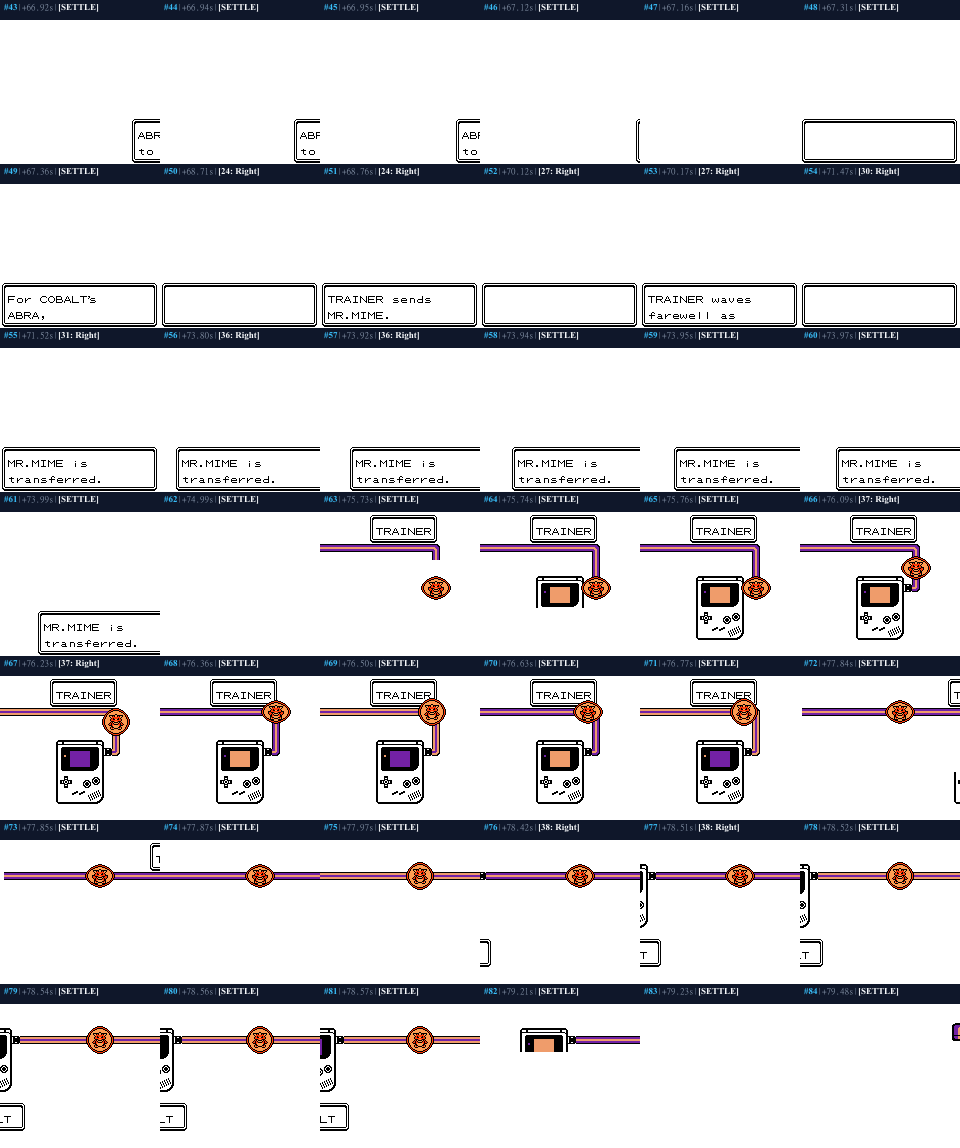 #43|+66.92s|[SETTLE] #44|+66.94s|[SETTLE] #45|+66.95s|[SETTLE] #46|+67.12s|[SETTLE] #47|+67.16s|[SETTLE] #48|+67.31s|[SETTLE]
to to to
#49|+67.36s|[SETTLE] #50|+68.71s|[24: Right] #51|+68.76s|[24: Right] #52|+70.12s|[27: Right] #53|+70.17s|[27: Right] #54|+71.47s|[30: Right]
For COBALT's TRAINER sends TRAINER waves
ABRA, MR.MIME. farewell as
#55|+71.52s|[31: Right] #56|+73.80s|[36: Right] #57|+73.92s|[36: Right] #58|+73.94s|[SETTLE] #59|+73.95s|[SETTLE] #60|+73.97s|[SETTLE]
MR.MIME is MR.MIME is MR.MIME is MR.MIME is MR.MIME is MR.MIME is
transferred. transferred. transferred. transferred. transferred. transferred.
#61|+73.99s|[SETTLE] #62|+74.99s|[SETTLE] #63|+75.73s|[SETTLE] #64|+75.74s|[SETTLE] #65|+75.76s|[SETTLE] #66|+76.09s|[37: Right]
TRAINER TRAINER TRAINER TRAINER
MR.MIME is
transferred.
#67|+76.23s|[37: Right] #68|+76.36s|[SETTLE] #69|+76.50s|[SETTLE] #70|+76.63s|[SETTLE] #71|+76.77s|[SETTLE] #72|+77.84s|[SETTLE]
TRAINER TRAINER TRAINER TRAINER TRAINER
#73|+77.85s|[SETTLE] #74|+77.87s|[SETTLE] #75|+77.97s|[SETTLE] #76|+78.42s|[38: Right] #77|+78.51s|[38: Right] #78|+78.52s|[SETTLE]
#79|+78.54s|[SETTLE] #80|+78.56s|[SETTLE] #81|+78.57s|[SETTLE] #82|+79.21s|[SETTLE] #83|+79.23s|[SETTLE] #84|+79.48s|[SETTLE]